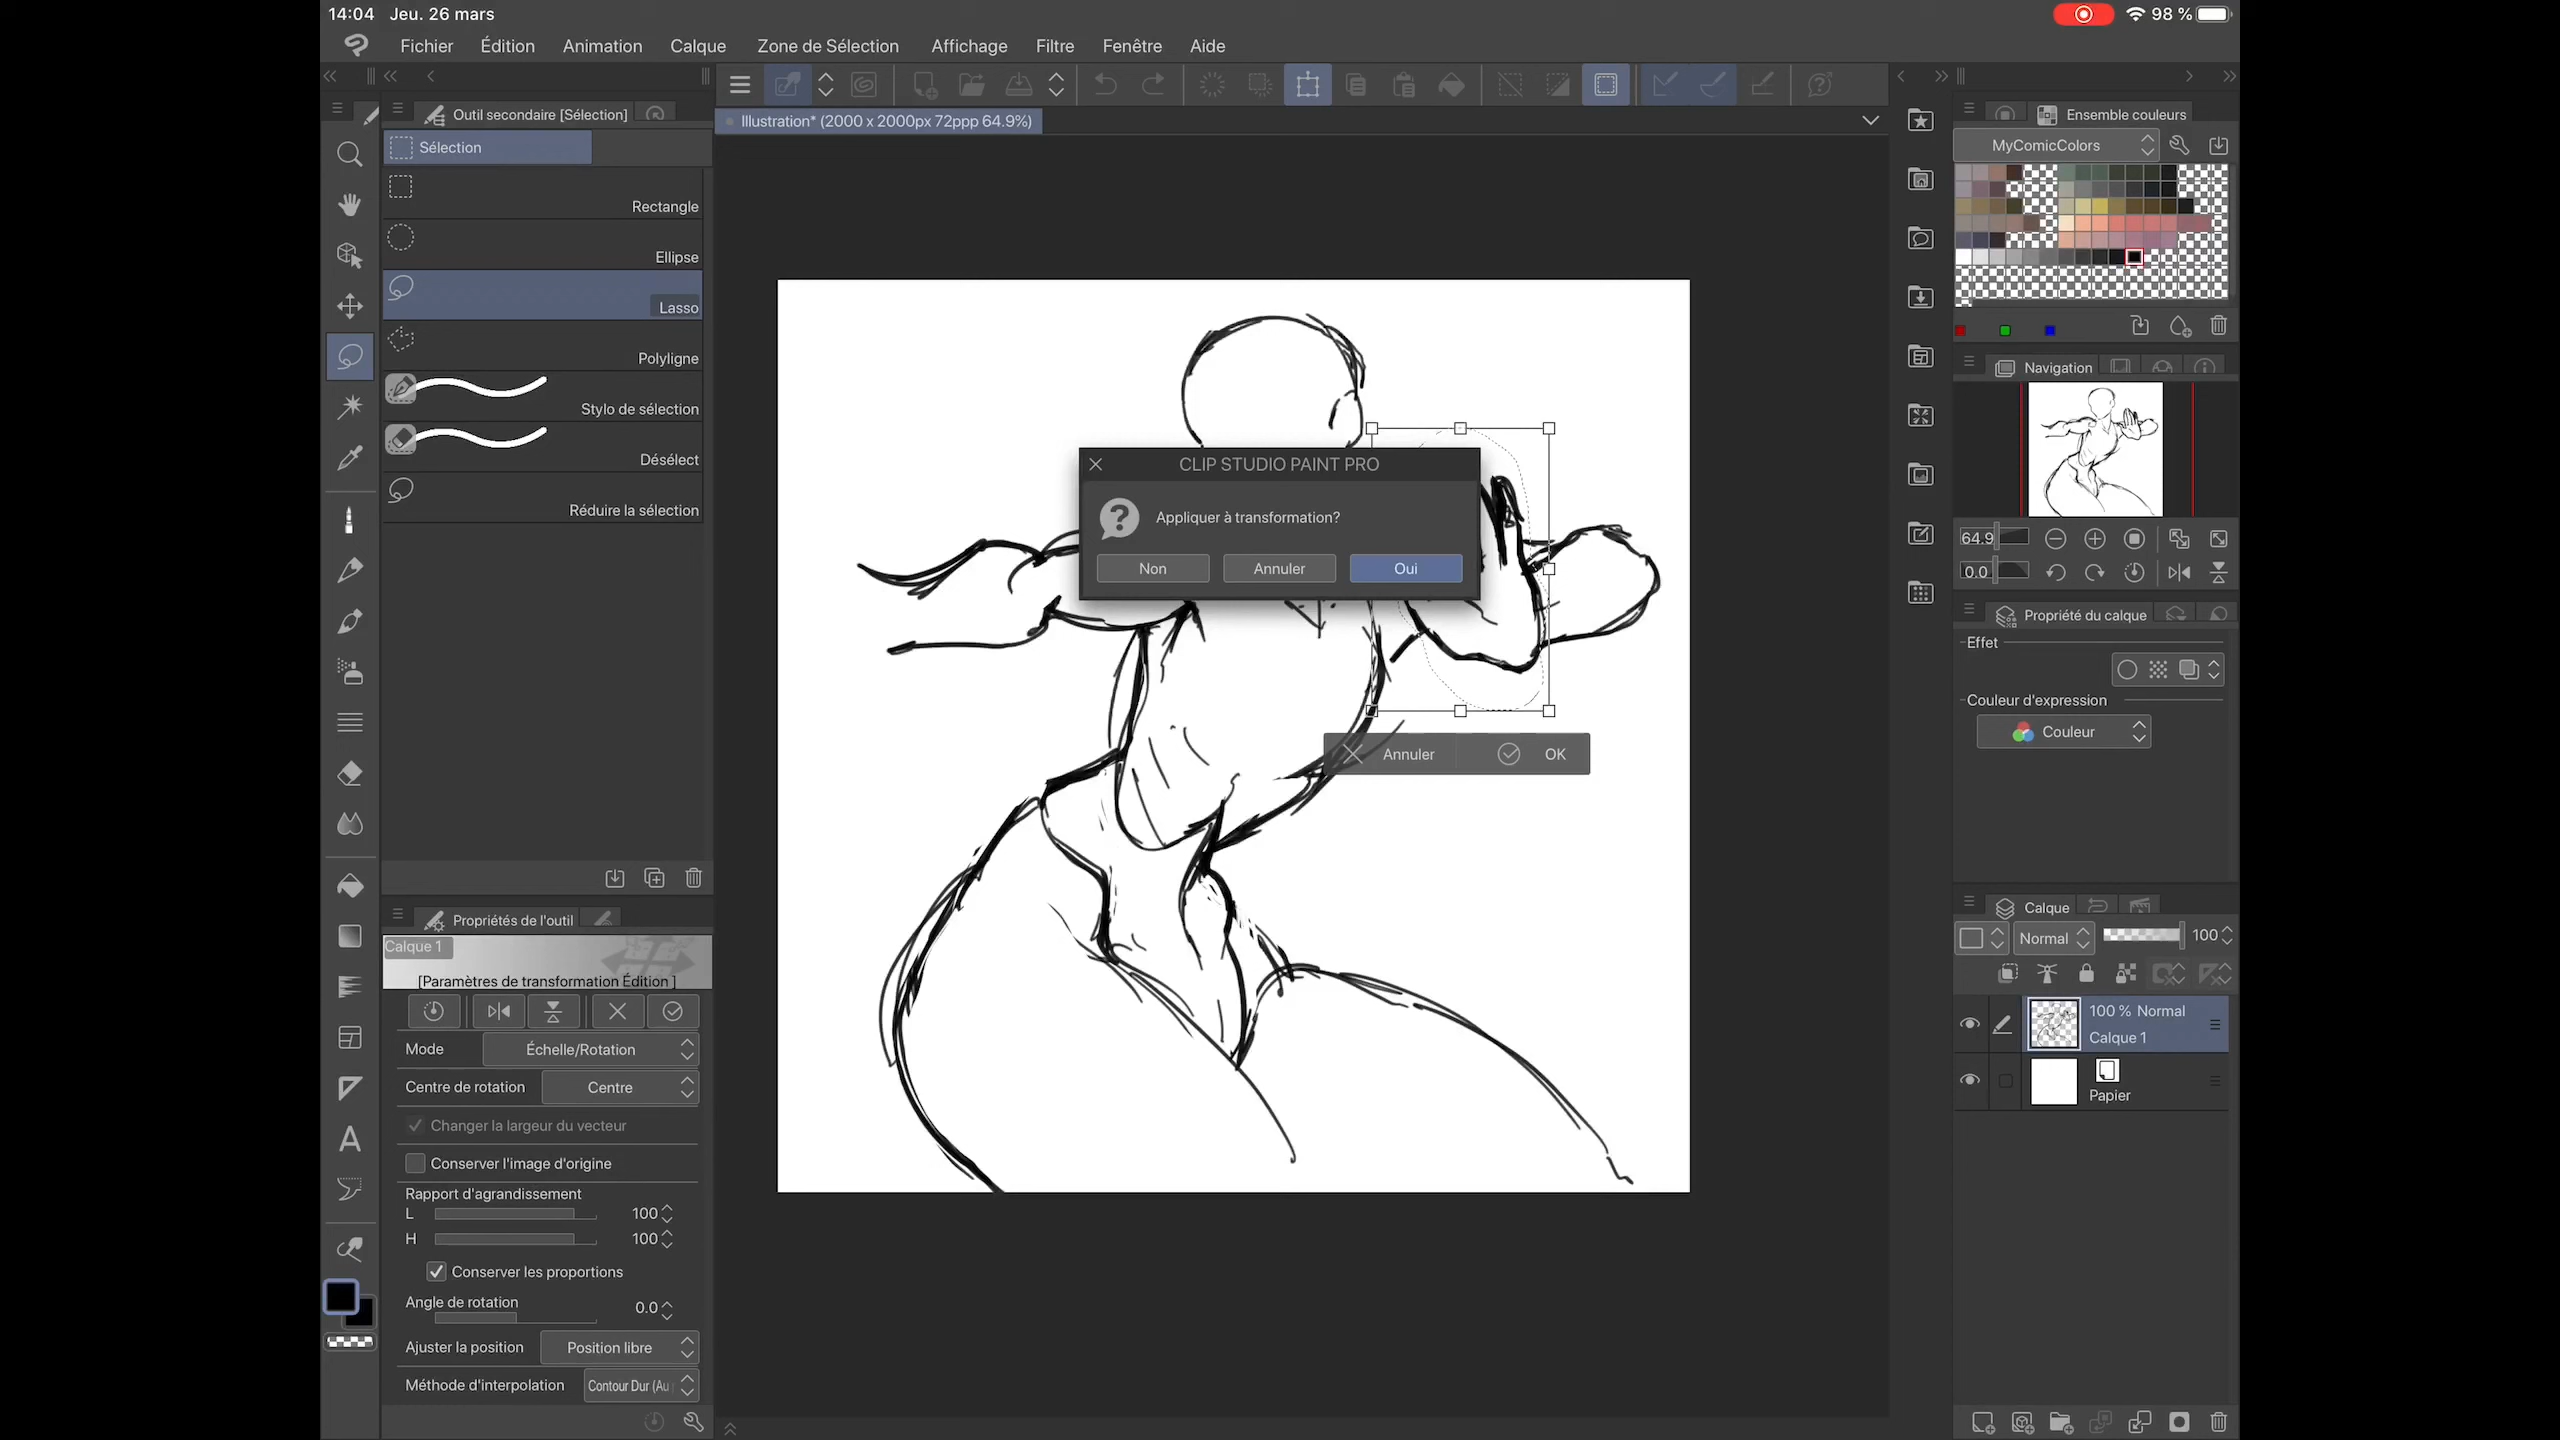 14:04 Jeu. 26 mars
98 %
Fichier Édition Animation Calque Zone de Sélection Affichage Filtre Fenêtre Aide
Outil secondaire [Sélection]
Sélection
Rectangle
Ellipse
Lasso
Polyligne
Stylo de sélection
Désélect
Réduire la sélection
Propriétés de l'outil
Calque 1
[Paramètres de transformation Édition ]
Mode Échelle/Rotation
Centre de rotation Centre
Changer la largeur du vecteur
Conserver l'image d'origine
Rapport d'agrandissement
L 100
H 100
Conserver les proportions
Angle de rotation 0.0
Ajuster la position Position libre
Méthode d'interpolation Contour Dur (Au
Illustration* (2000 x 2000px 72ppp 64.9%)
CLIP STUDIO PAINT PRO
Appliquer à transformation?
Non Annuler Oui
Annuler OK
Ensemble couleurs
MyComicColors
Navigation
64.9
0.0
Propriété du calque
Effet
Couleur d'expression
Couleur
Calque
Normal 100
100 % Normal
Calque 1
Papier